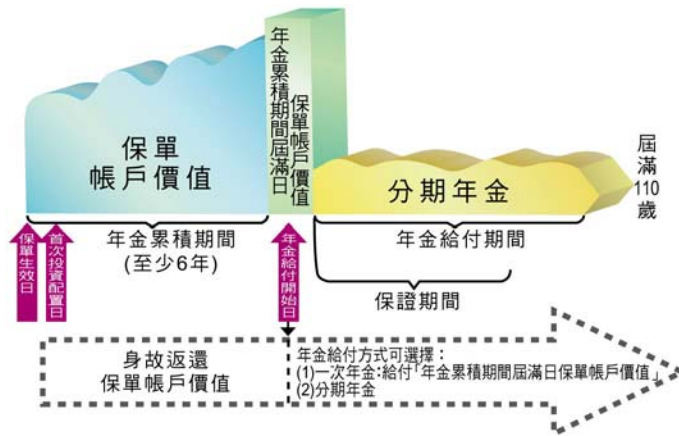 年金累積期間屆滿日
保單帳戶價值
保單
帳戶價值
分期年金
屆滿110歲
保單生效日
首次投資配置日
年金累積期間
(至少6年)
年金給付開始日
年金給付期間
保證期間
身故返還
保單帳戶價值
年金給付方式可選擇：
(1)一次年金:給付「年金累積期間屆滿日保單帳戶價值」
(2)分期年金